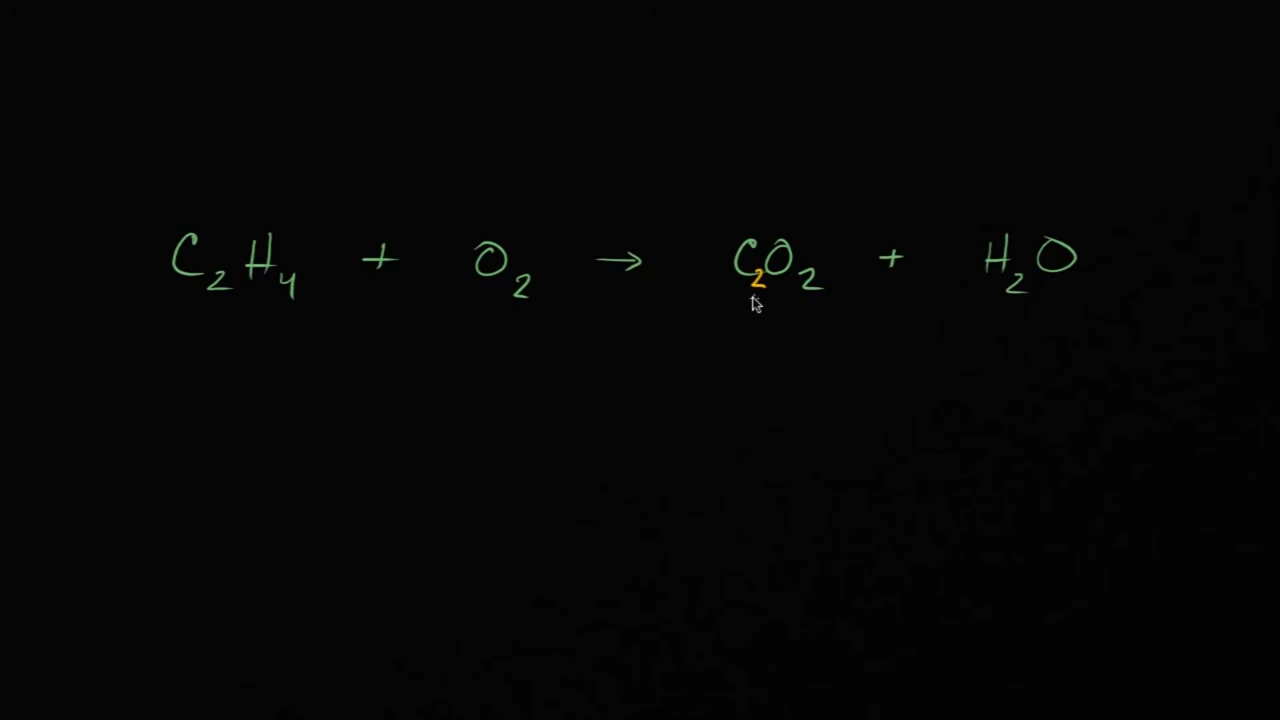 C₂H₄ + O₂ → C₂O₂ + H₂O